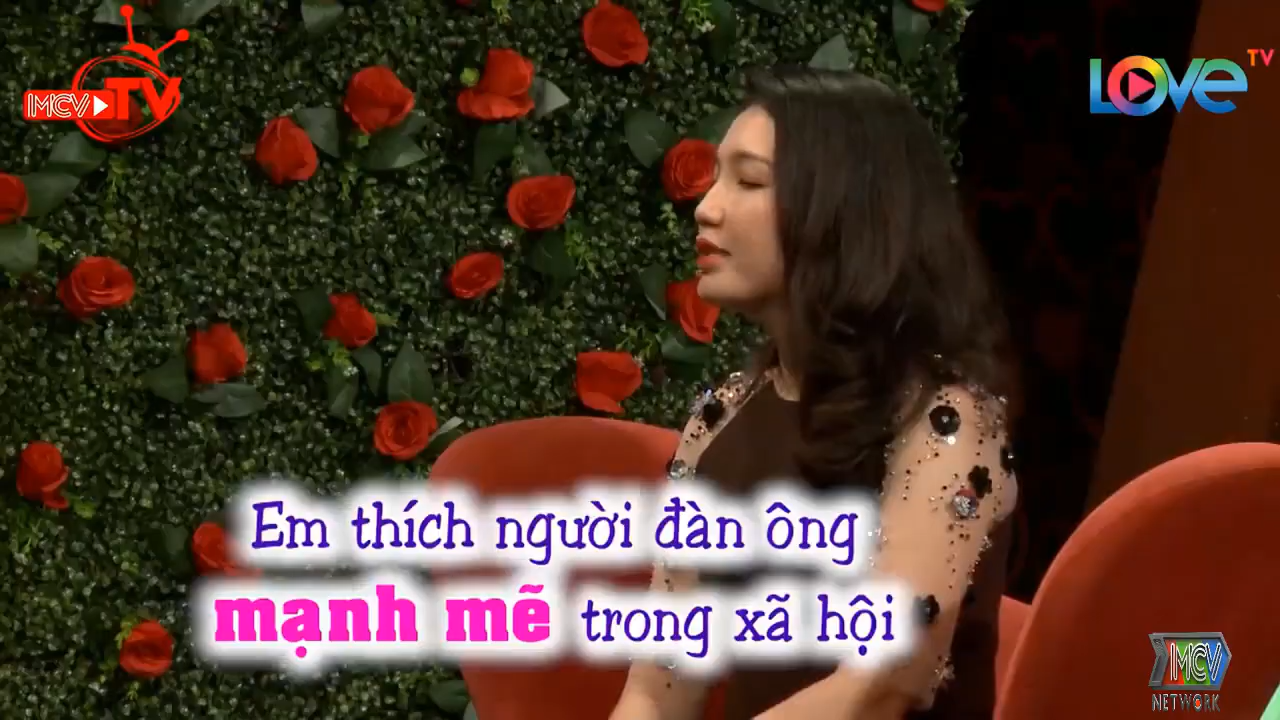 MCV TV
LOVE TV
Em thích người đàn ông
mạnh mẽ trong xã hội
MCV
NETWORK